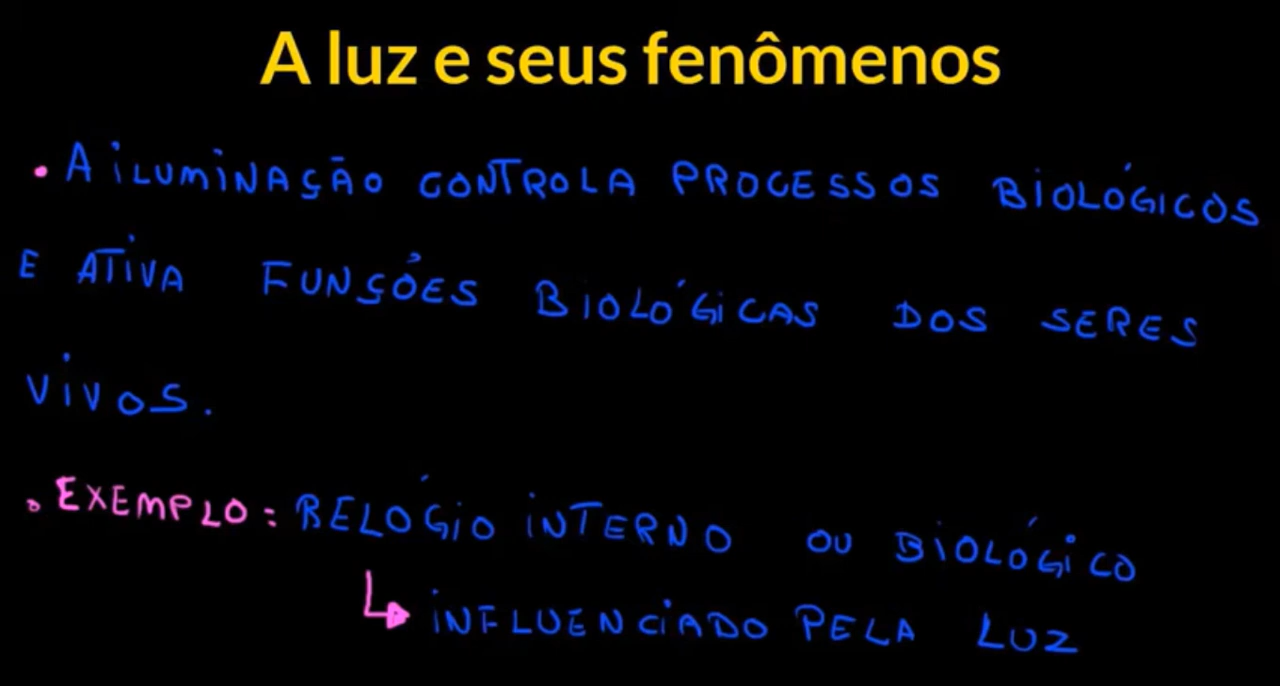 A luz e seus fenômenos
• A ILUMINAÇÃO CONTROLA PROCESSOS BIOLÓGICOS
E ATIVA FUNÇÕES BIOLÓGICAS DOS SERES
VIVOS.
• EXEMPLO: RELÓGIO INTERNO OU BIOLÓGICO
↳ INFLUENCIADO PELA LUZ